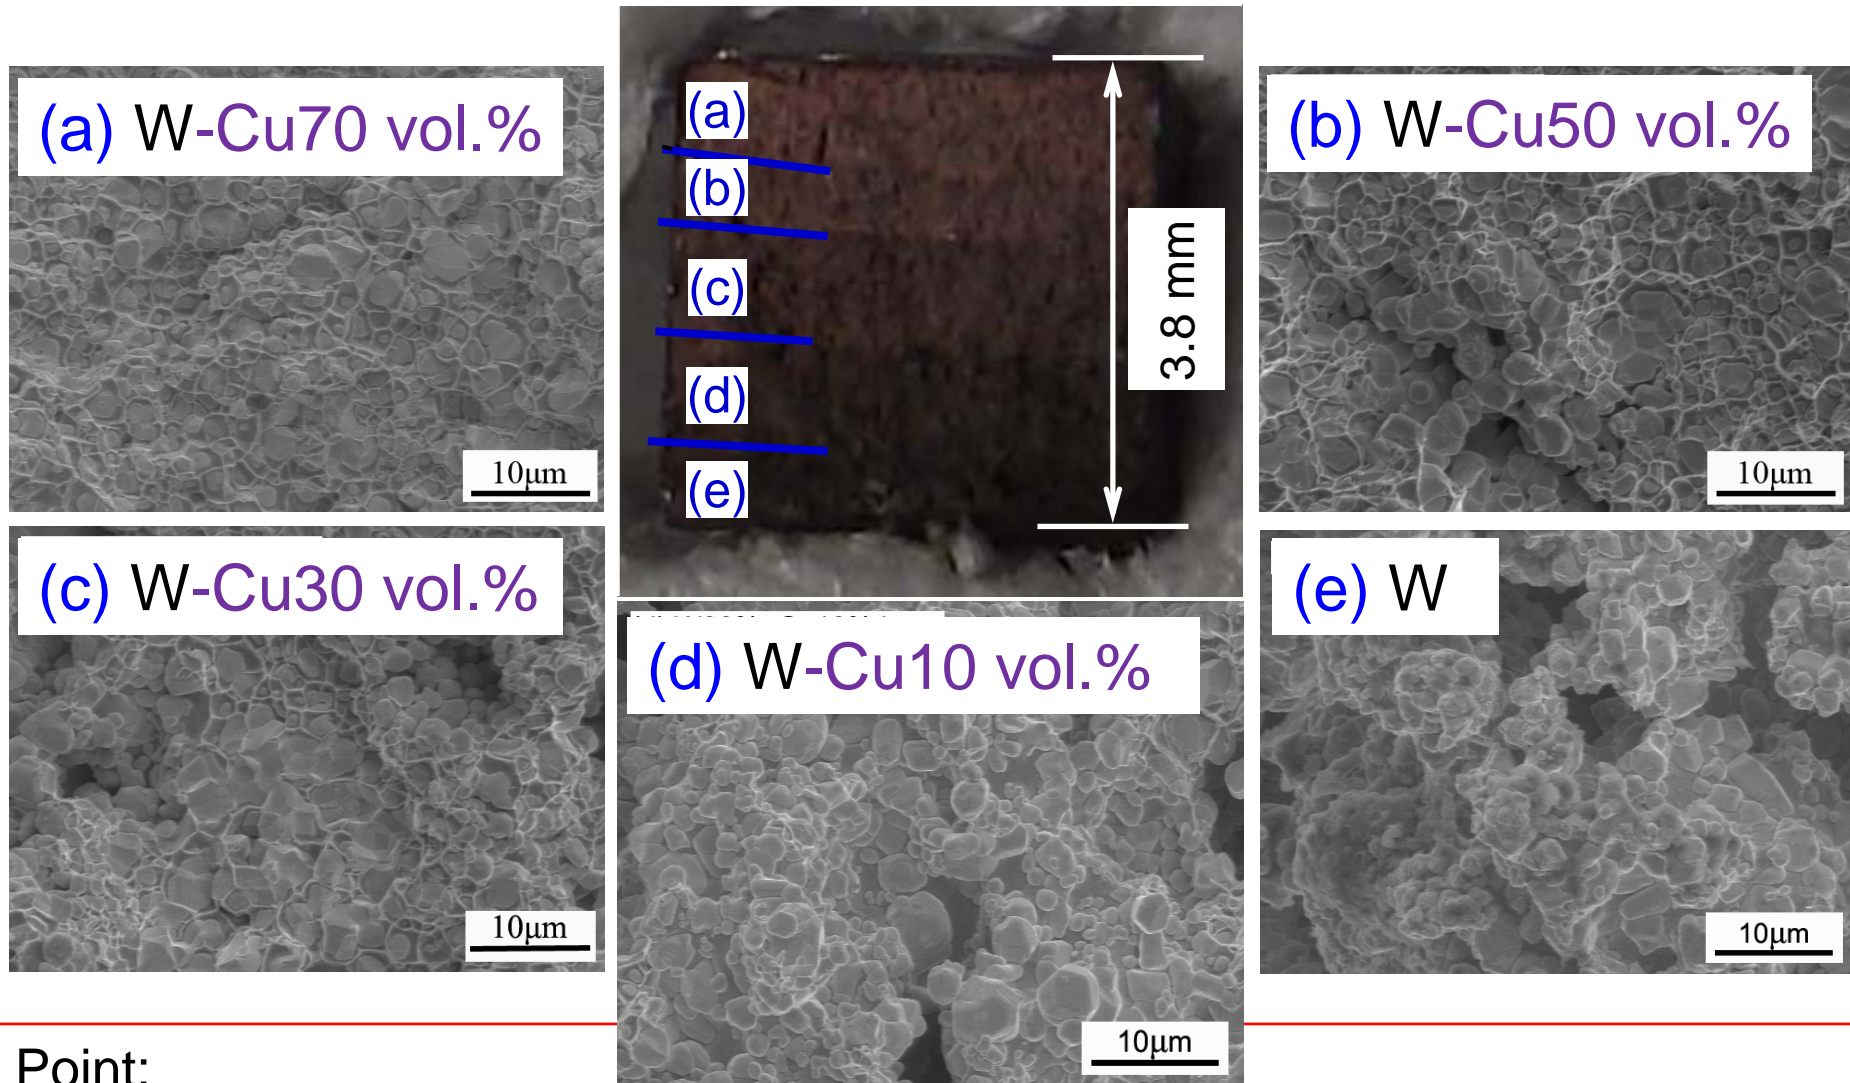 (a) W-Cu70 vol.%
10μm
(a)
(b)
(c)
(d)
(e)
3.8 mm
(b) W-Cu50 vol.%
10μm
(c) W-Cu30 vol.%
10μm
(d) W-Cu10 vol.%
10μm
(e) W
10μm
Point: